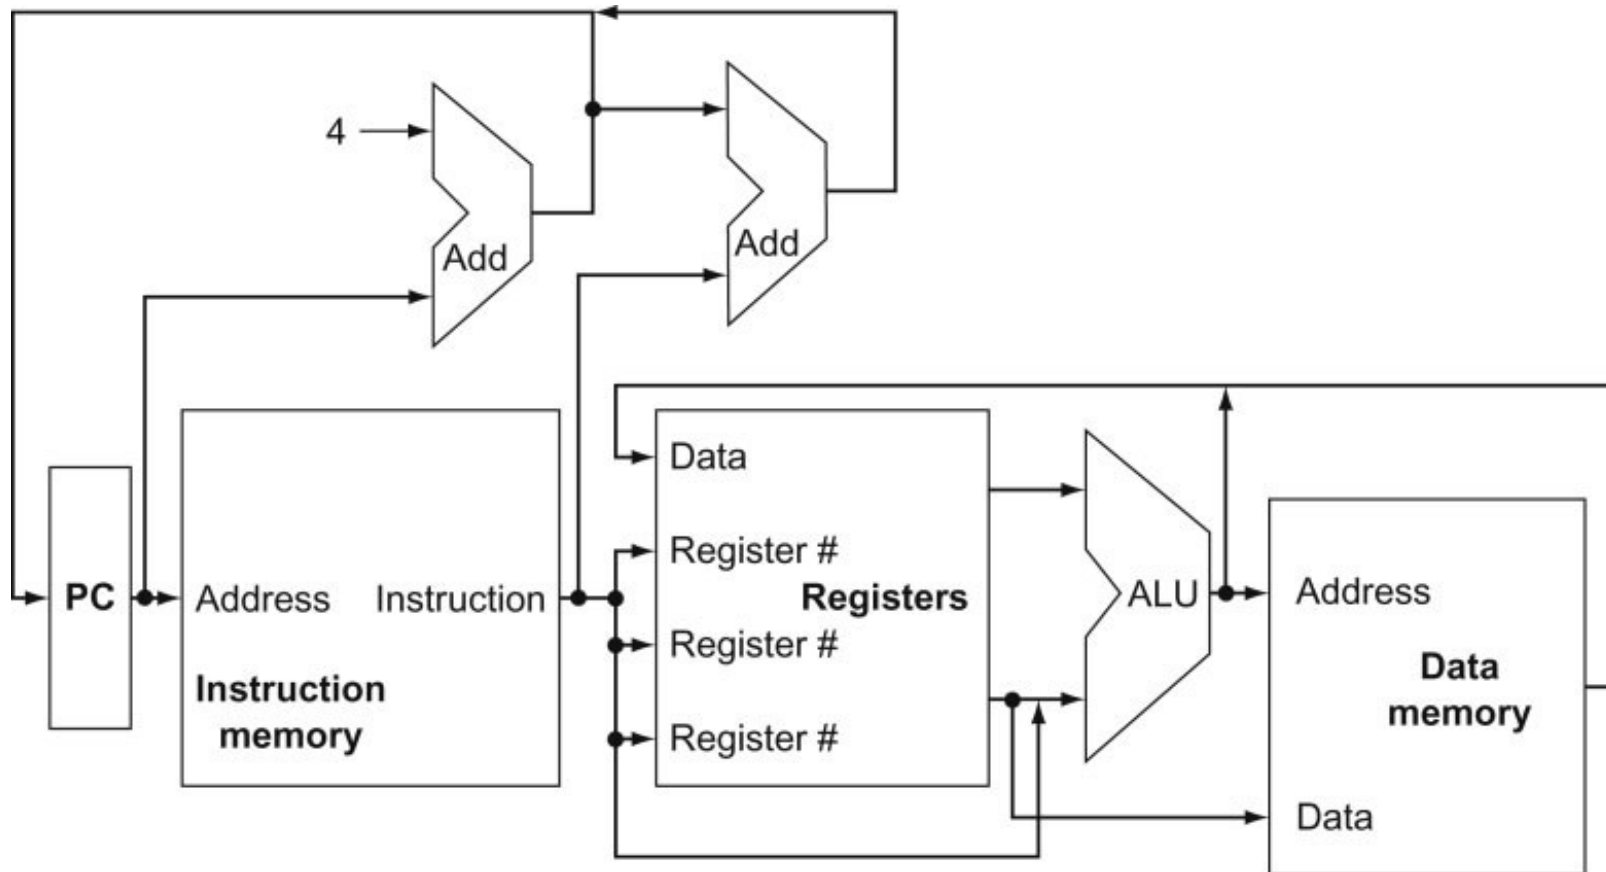 4
Add
Add
Data
Register #
PC
Address
Instruction
Registers
ALU
Address
Register #
Instruction
memory
Data
memory
Register #
Data